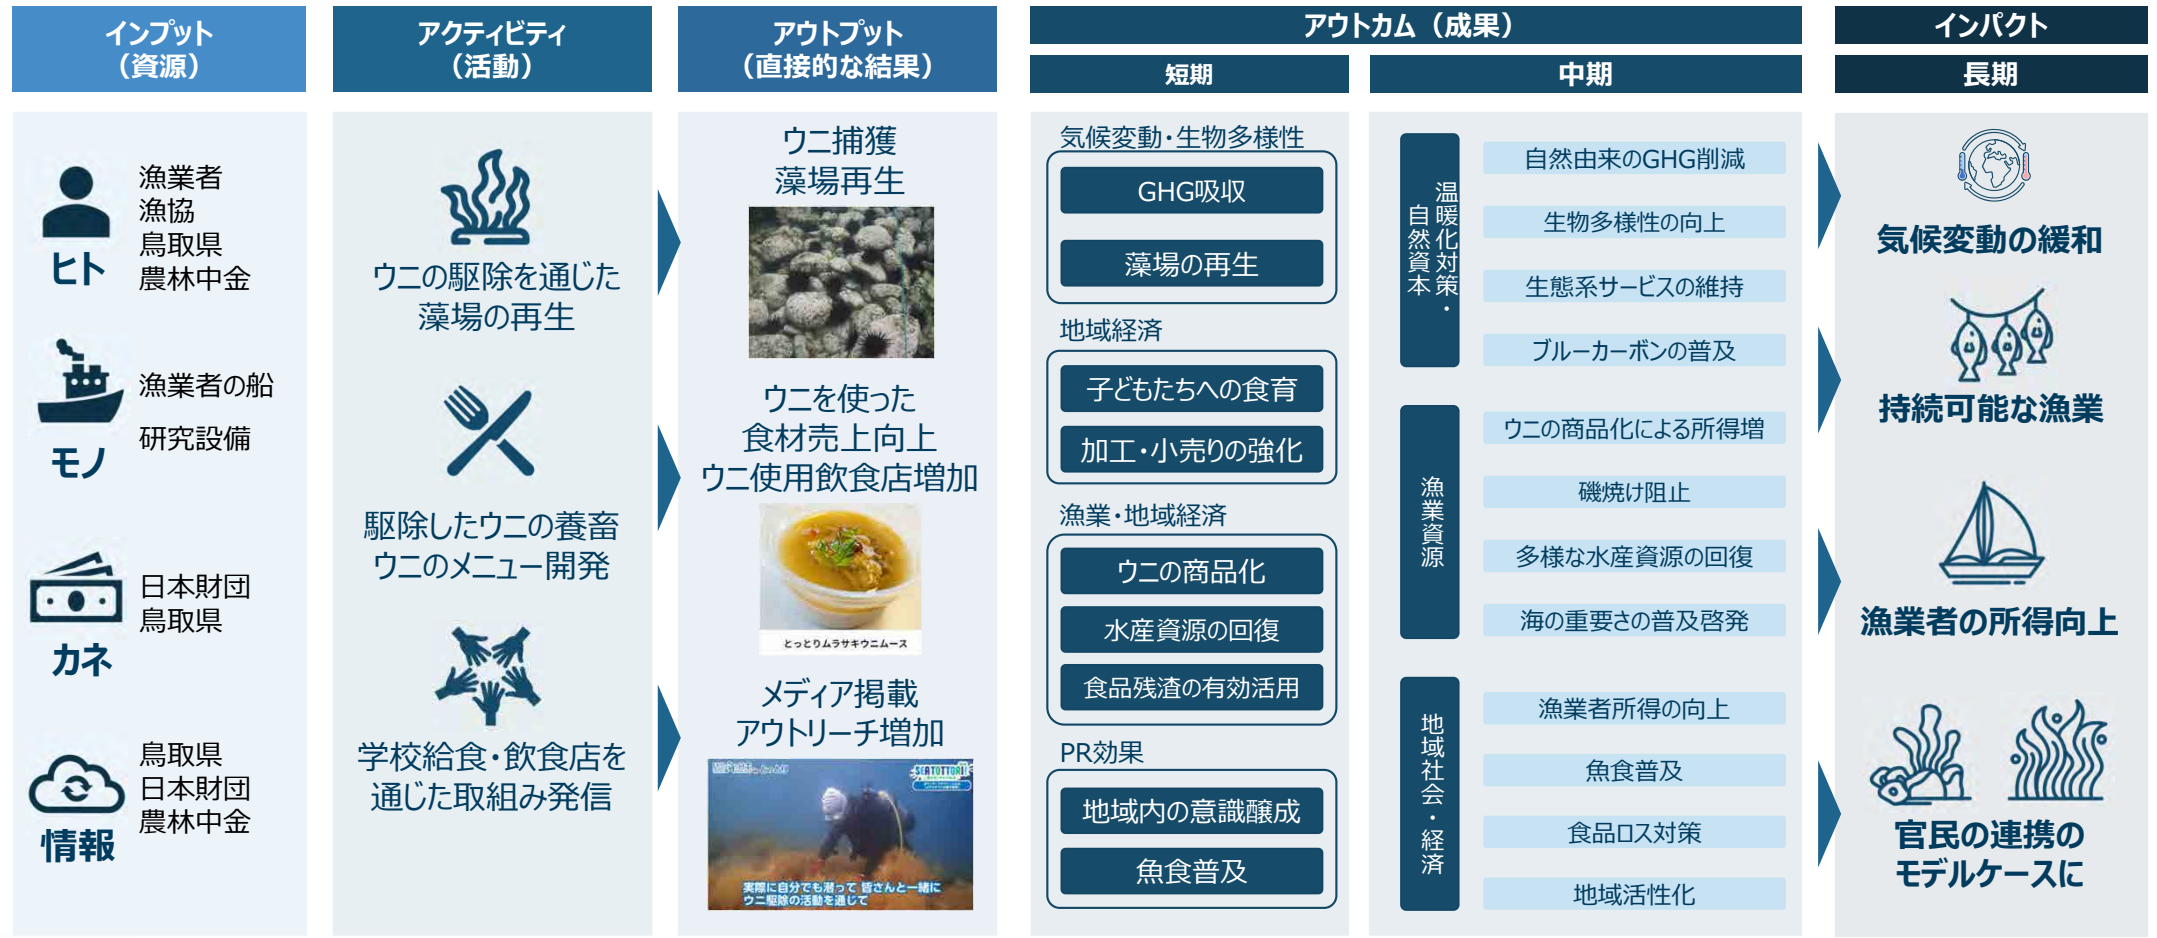 インプット
（資源）
アクティビティ
（活動）
アウトプット
（直接的な結果）
アウトカム（成果）
短期
中期
インパクト
長期
ヒト
漁業者
漁協
鳥取県
農林中金
モノ
漁業者の船
研究設備
カネ
日本財団
鳥取県
情報
鳥取県
日本財団
農林中金
ウニの駆除を通じた
藻場の再生
駆除したウニの養畜
ウニのメニュー開発
学校給食・飲食店を
通じた取組み発信
ウニ捕獲
藻場再生
ウニを使った
食材売上向上
ウニ使用飲食店増加
とっとりムラサキウニムース
メディア掲載
アウトリーチ増加
SEATOTTORI
実際に自分でも潜って 皆さんと一緒に
ウニ駆除の活動を通じて
気候変動・生物多様性
GHG吸収
藻場の再生
地域経済
子どもたちへの食育
加工・小売りの強化
漁業・地域経済
ウニの商品化
水産資源の回復
食品残渣の有効活用
PR効果
地域内の意識醸成
魚食普及
温暖化対策・
自然資本
自然由来のGHG削減
生物多様性の向上
生態系サービスの維持
ブルーカーボンの普及
漁業資源
ウニの商品化による所得増
磯焼け阻止
多様な水産資源の回復
海の重要さの普及啓発
地域社会・経済
漁業者所得の向上
魚食普及
食品ロス対策
地域活性化
気候変動の緩和
持続可能な漁業
漁業者の所得向上
官民の連携の
モデルケースに